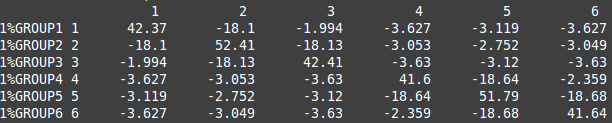 1 2 3 4 5 6
1%GROUP1 1 42.37 -18.1 -1.994 -3.627 -3.119 -3.627
1%GROUP2 2 -18.1 52.41 -18.13 -3.053 -2.752 -3.049
1%GROUP3 3 -1.994 -18.13 42.41 -3.63 -3.12 -3.63
1%GROUP4 4 -3.627 -3.053 -3.63 41.6 -18.64 -2.359
1%GROUP5 5 -3.119 -2.752 -3.12 -18.64 51.79 -18.68
1%GROUP6 6 -3.627 -3.049 -3.63 -2.359 -18.68 41.64